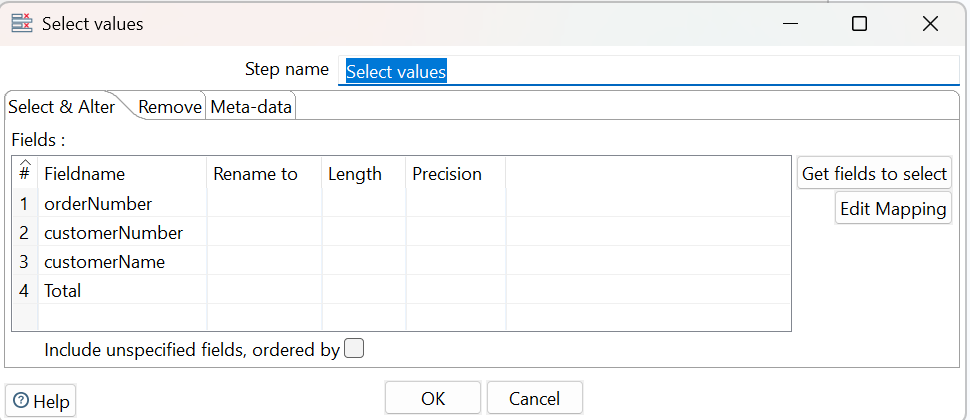 Select values
Step name Select values
Select & Alter Remove Meta-data
Fields :
# Fieldname Rename to Length Precision
Get fields to select
1 orderNumber
Edit Mapping
2 customerNumber
3 customerName
4 Total
Include unspecified fields, ordered by
Help OK Cancel